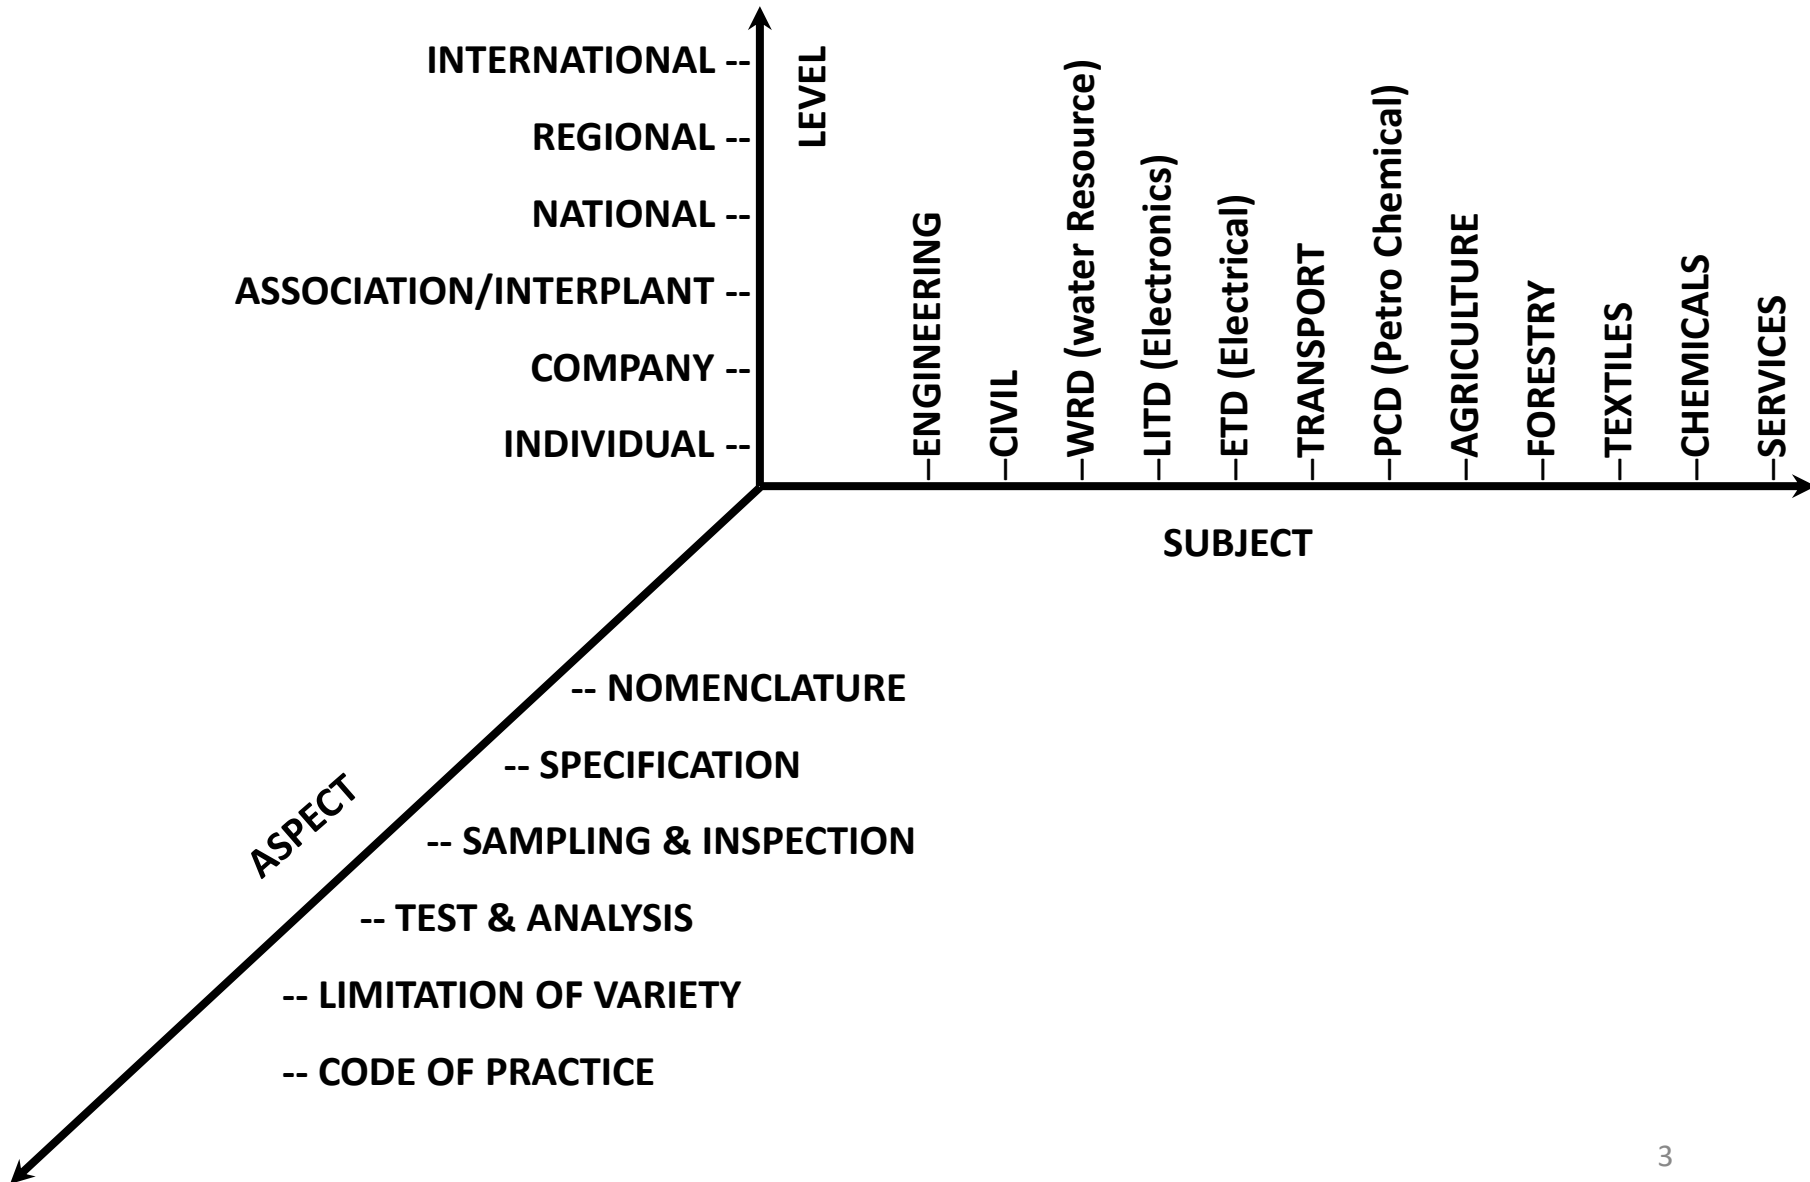 INTERNATIONAL --
REGIONAL --
NATIONAL --
ASSOCIATION/INTERPLANT --
COMPANY --
INDIVIDUAL --
LEVEL
–ENGINEERING
–CIVIL
–WRD (water Resource)
–LITD (Electronics)
–ETD (Electrical)
–TRANSPORT
–PCD (Petro Chemical)
–AGRICULTURE
–FORESTRY
–TEXTILES
–CHEMICALS
–SERVICES
SUBJECT
ASPECT
-- NOMENCLATURE
-- SPECIFICATION
-- SAMPLING & INSPECTION
-- TEST & ANALYSIS
-- LIMITATION OF VARIETY
-- CODE OF PRACTICE
3